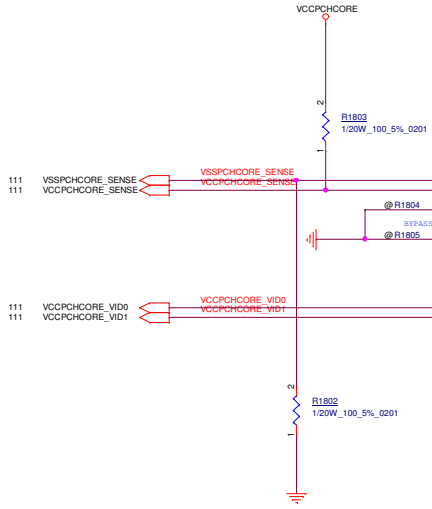 VCCPCHCORE
2
R1803
1/20W_100_5%_0201
1
111 VSSPCHCORE_SENSE VSSPCHCORE_SENSE
111 VCCPCHCORE_SENSE VCCPCHCORE_SENSE
@ R1804
BYPASS
@ R1805
111 VCCPCHCORE_VID0 VCCPCHCORE_VID0
111 VCCPCHCORE_VID1 VCCPCHCORE_VID1
2
R1802
1/20W_100_5%_0201
1